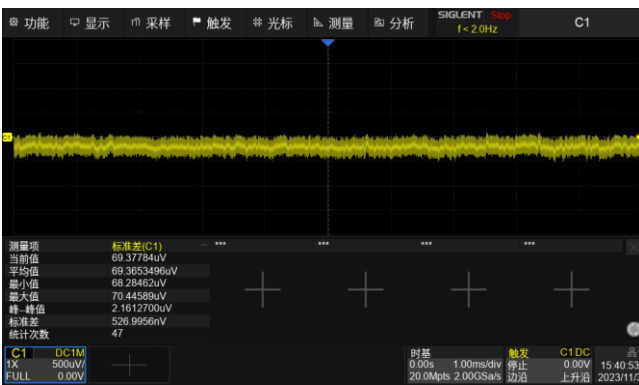 功能 显示 采样 触发 光标 测量 分析 SIGLENT Stop C1
f < 2.0Hz
C1
测量项 标准差(C1) *** *** *** ***
当前值 69.37784uV
平均值 69.3653496uV
最小值 68.28462uV
最大值 70.44589uV
峰--峰值 2.1612700uV
标准差 526.9956nV
统计次数 47
C1 DC1M 时基 触发 C1 DC
1X 500uV/ 0.00s 1.00ms/div 停止 0.00V 15:40:53
FULL 0.00V 20.0Mpts 2.00GSa/s 边沿 上升沿